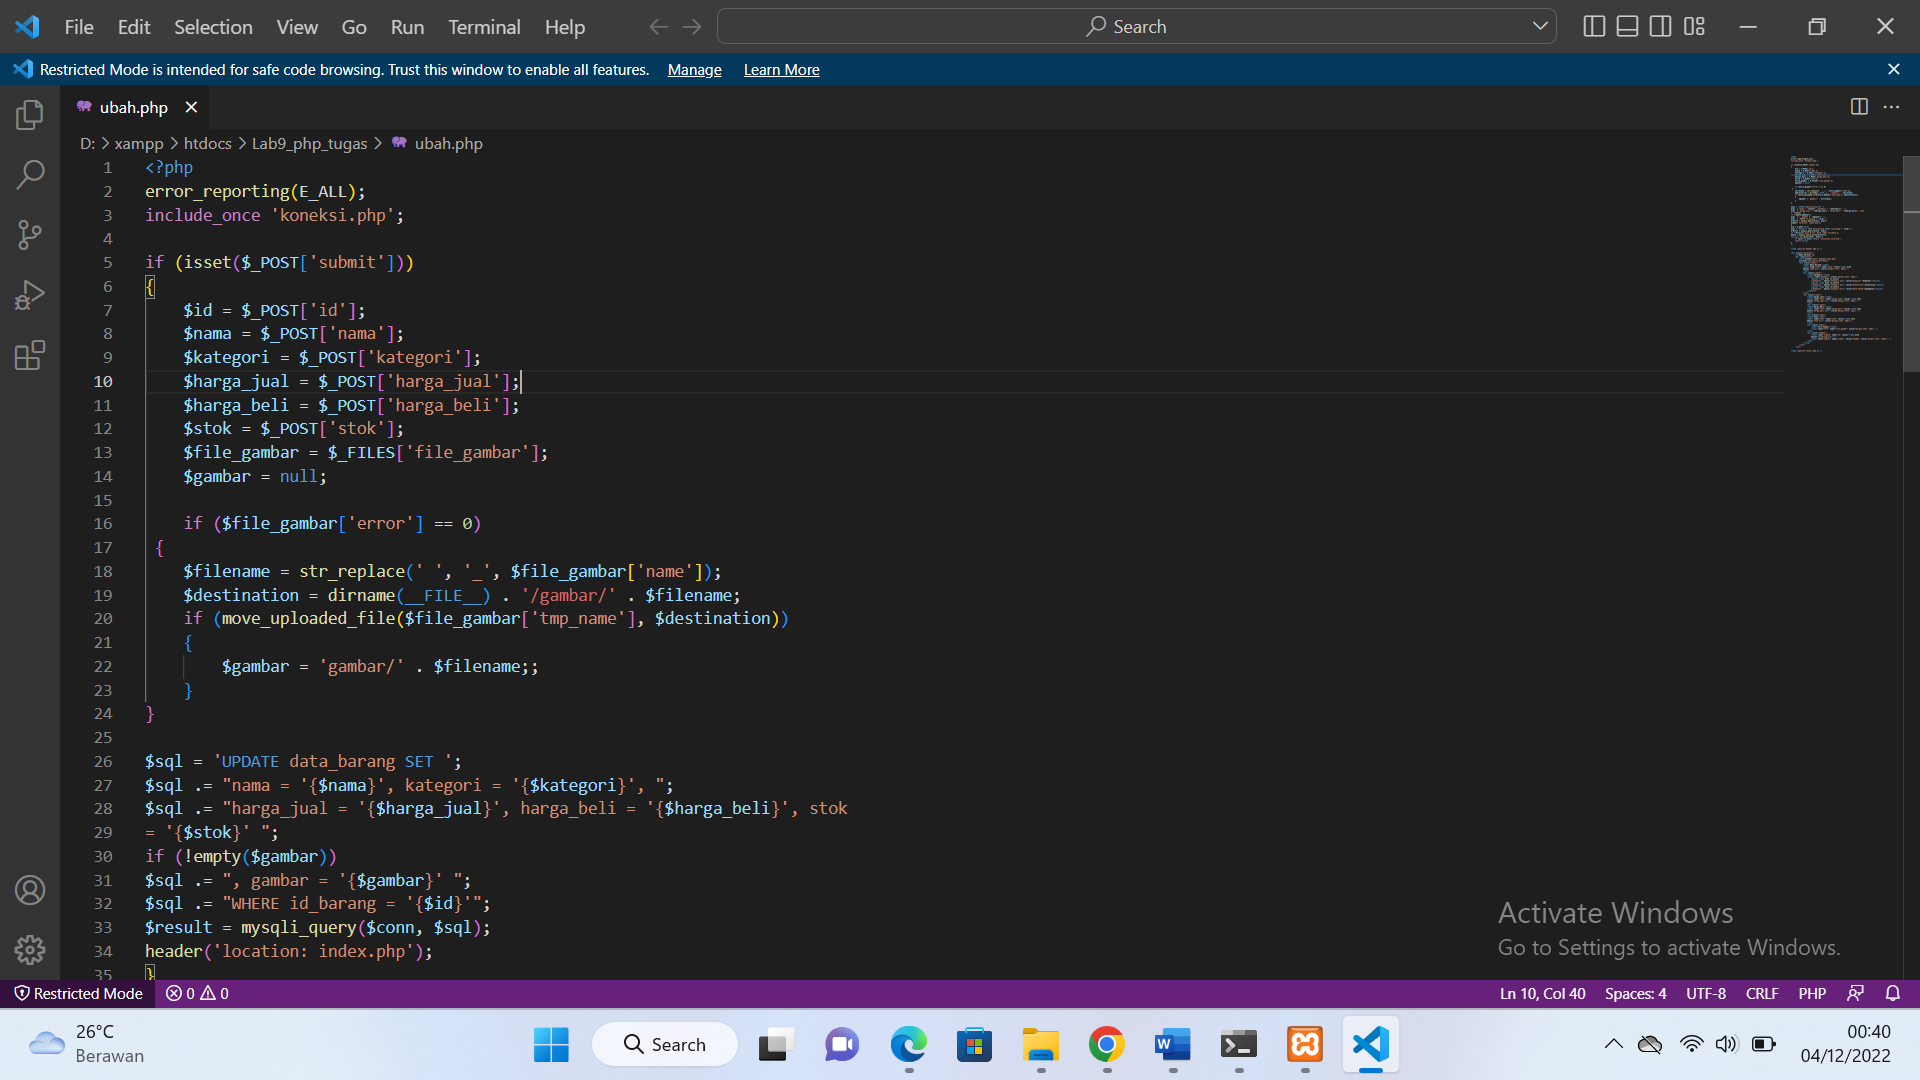 File Edit Selection View Go Run Terminal Help Search
Restricted Mode is intended for safe code browsing. Trust this window to enable all features. Manage Learn More
ubah.php
D: > xampp > htdocs > Lab9_php_tugas > ubah.php
1 <?php
2 error_reporting(E_ALL);
3 include_once 'koneksi.php';
4
5 if (isset($_POST['submit']))
6 {
7 $id = $_POST['id'];
8 $nama = $_POST['nama'];
9 $kategori = $_POST['kategori'];
10 $harga_jual = $_POST['harga_jual'];
11 $harga_beli = $_POST['harga_beli'];
12 $stok = $_POST['stok'];
13 $file_gambar = $_FILES['file_gambar'];
14 $gambar = null;
15
16 if ($file_gambar['error'] == 0)
17 {
18 $filename = str_replace(' ', '_', $file_gambar['name']);
19 $destination = dirname(__FILE__) . '/gambar/' . $filename;
20 if (move_uploaded_file($file_gambar['tmp_name'], $destination))
21 {
22 $gambar = 'gambar/' . $filename;;
23 }
24 }
25
26 $sql = 'UPDATE data_barang SET ';
27 $sql .= "nama = '{$nama}', kategori = '{$kategori}', ";
28 $sql .= "harga_jual = '{$harga_jual}', harga_beli = '{$harga_beli}', stok
29 = '{$stok}' ";
30 if (!empty($gambar))
31 $sql .= ", gambar = '{$gambar}' ";
32 $sql .= "WHERE id_barang = '{$id}'";
33 $result = mysqli_query($conn, $sql);
34 header('location: index.php');
35 }
Activate Windows
Go to Settings to activate Windows.
Restricted Mode 0 0 Ln 10, Col 40 Spaces: 4 UTF-8 CRLF PHP
26°C
Berawan
Search
00:40
04/12/2022